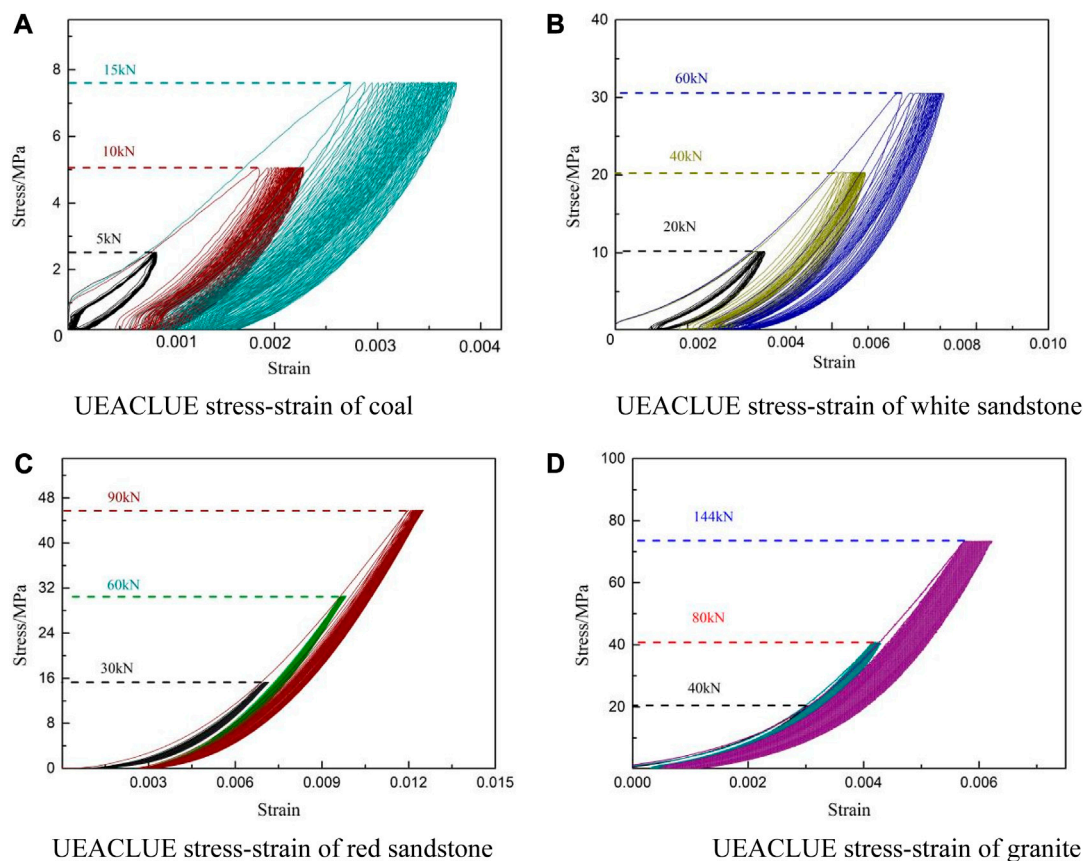 A
Stress/MPa
8
6
4
2
0
15kN
10kN
5kN
0.001
0.002
0.003
0.004
Strain
UEACLUE stress-strain of coal
B
Strsee/MPa
40
30
20
10
0
60kN
40kN
20kN
0.002
0.004
0.006
0.008
0.010
Strain
UEACLUE stress-strain of white sandstone
C
Stress/MPa
48
40
32
24
16
8
0
90kN
60kN
30kN
0.003
0.006
0.009
0.012
0.015
Strain
UEACLUE stress-strain of red sandstone
D
Stress/MPa
100
80
60
40
20
144kN
80kN
40kN
0.000
0.002
0.004
0.006
Strain
UEACLUE stress-strain of granite